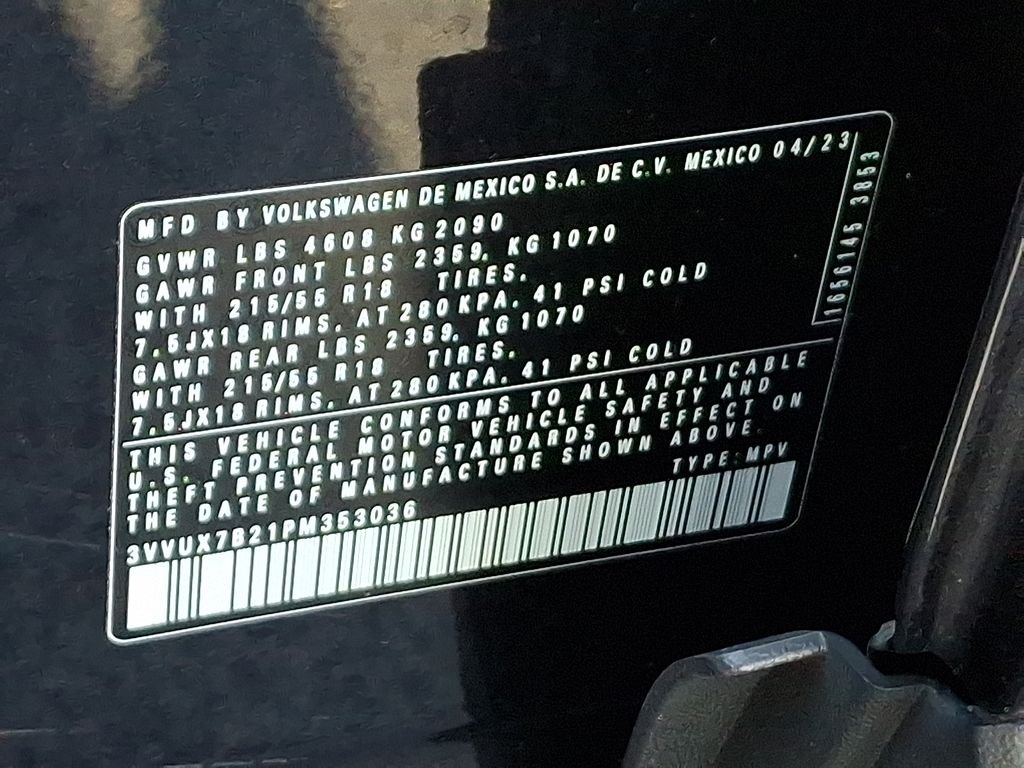 MFD BY VOLKSWAGEN DE MEXICO S.A. DE C.V. MEXICO 04/23
GVWR LBS 4608 KG 2090
GAWR FRONT LBS 2359, KG 1070
WITH 215/55 R18 TIRES.
7.5JX18 RIMS. AT 280 KPA. 41 PSI COLD
GAWR REAR LBS 2359, KG 1070
WITH 215/55 R18 TIRES.
7.5JX18 RIMS. AT 280 KPA. 41 PSI COLD
1656145 3853
THIS VEHICLE CONFORMS TO ALL APPLICABLE
U.S. FEDERAL MOTOR VEHICLE SAFETY AND
THEFT PREVENTION STANDARDS IN EFFECT ON
THE DATE OF MANUFACTURE SHOWN ABOVE.
TYPE: MPV
3VVUX7B21PM353036